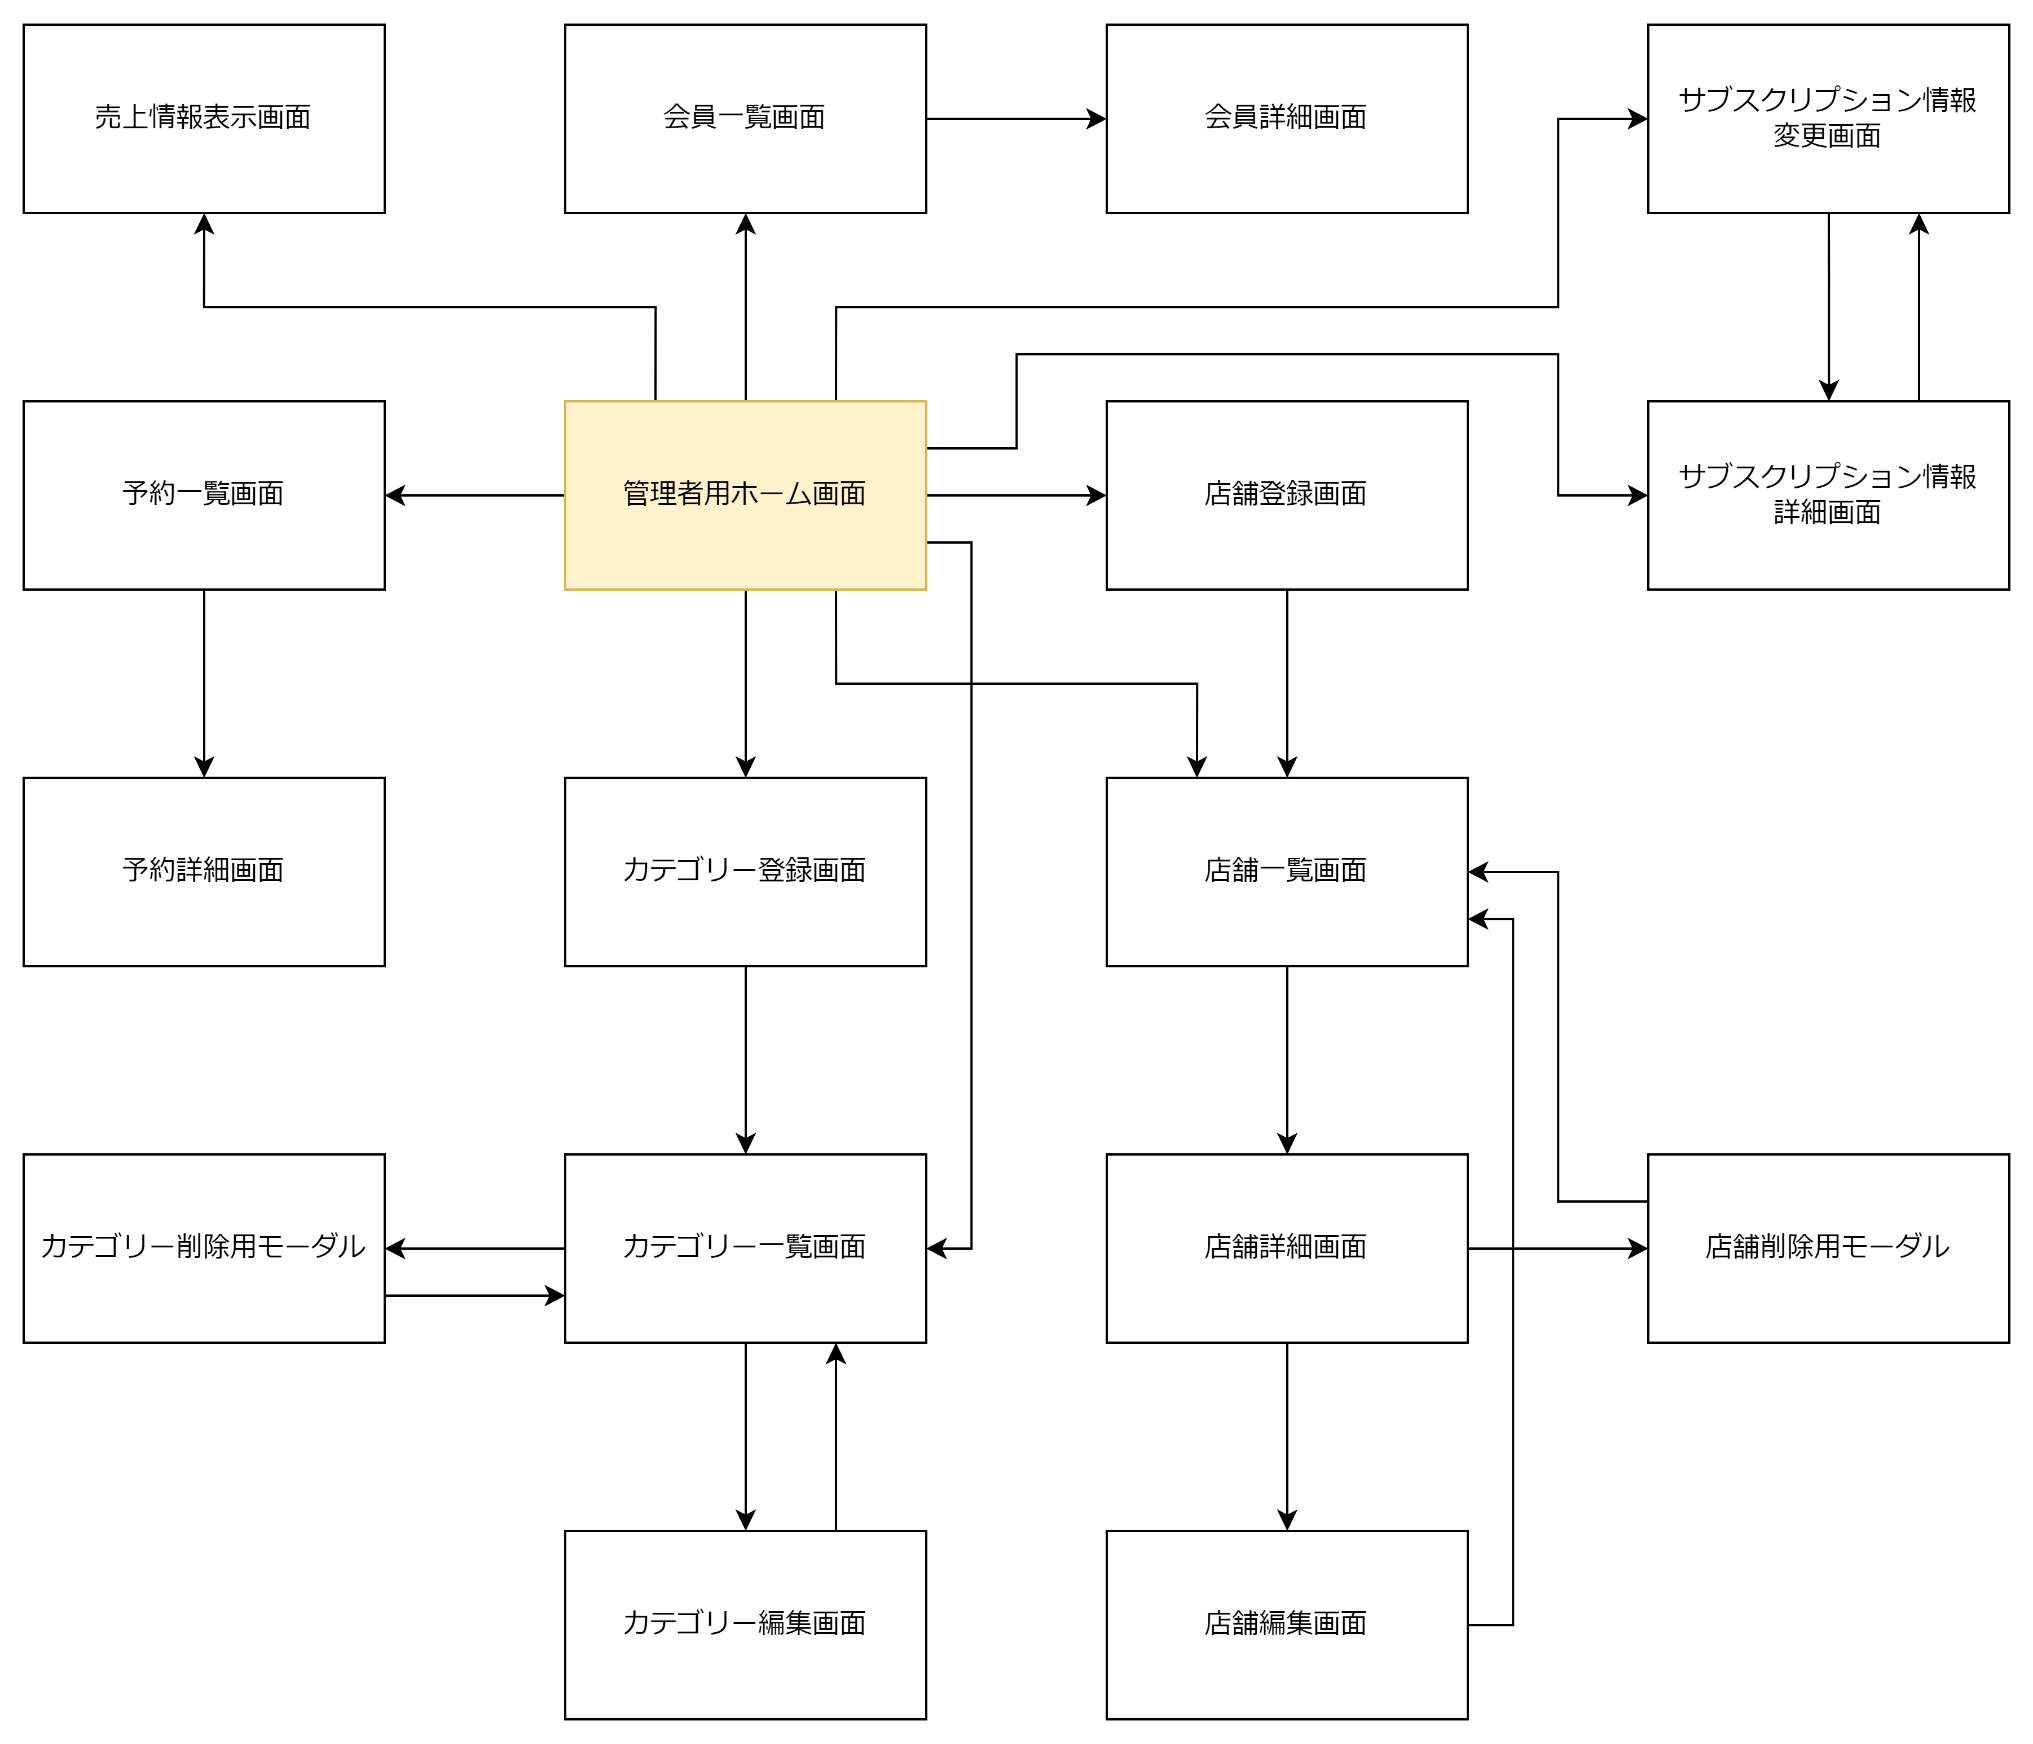 売上情報表示画面
会員一覧画面
会員詳細画面
サブスクリプション情報
変更画面
予約一覧画面
管理者用ホーム画面
店舗登録画面
サブスクリプション情報
詳細画面
予約詳細画面
カテゴリー登録画面
店舗一覧画面
カテゴリー削除用モーダル
カテゴリー一覧画面
店舗詳細画面
店舗削除用モーダル
カテゴリー編集画面
店舗編集画面